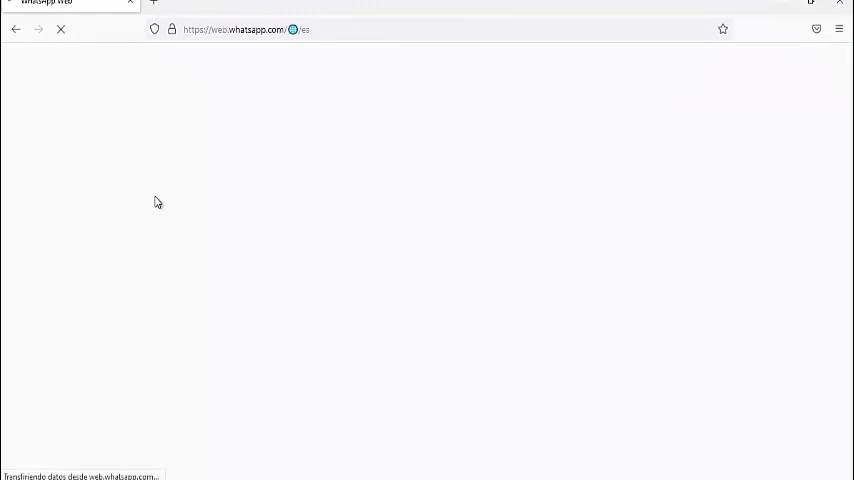 WhatsApp Web
https://web.whatsapp.com/🌐/es
Transfiriendo datos desde web.whatsapp.com...